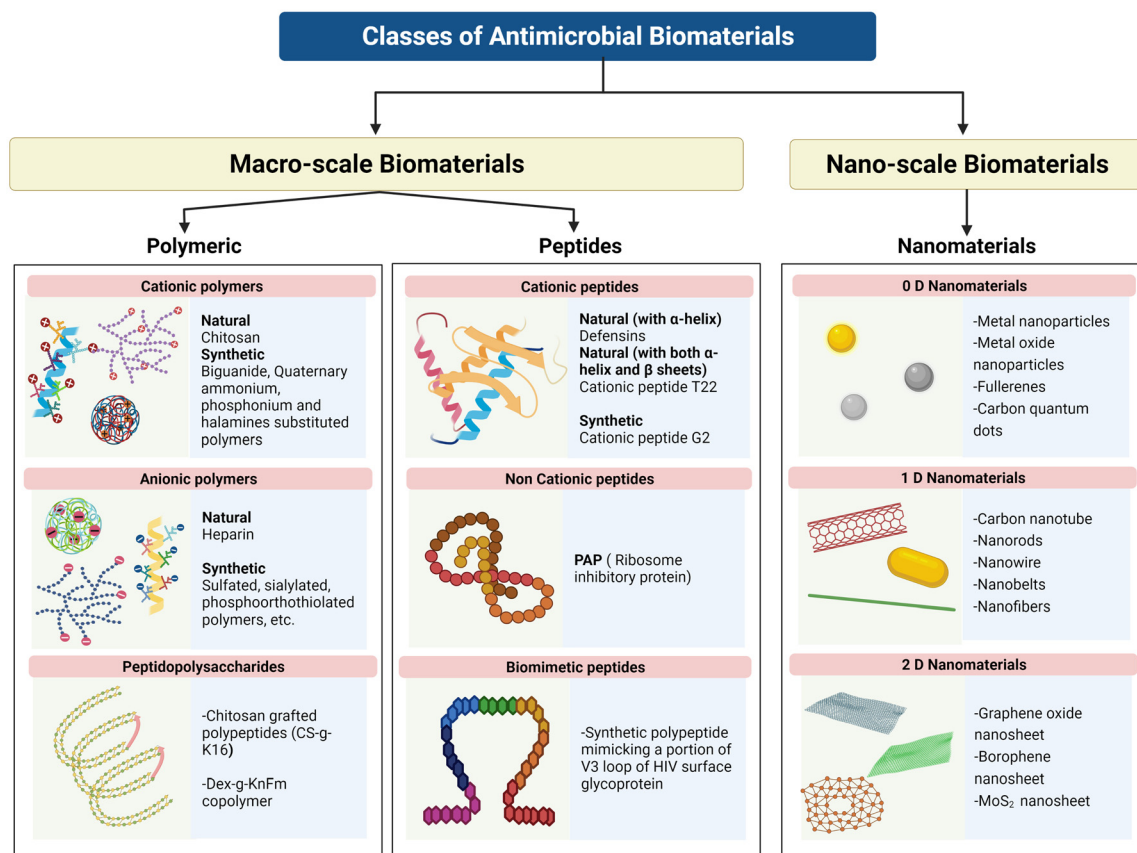 Classes of Antimicrobial Biomaterials
Macro-scale Biomaterials
Nano-scale Biomaterials
Polymeric
Peptides
Nanomaterials
Cationic polymers
Natural
Chitosan
Synthetic
Biguanide, Quaternary
ammonium,
phosphonium and
halamines substituted
polymers
Anionic polymers
Natural
Heparin
Synthetic
Sulfated, sialylated,
phosphoorthothiolated
polymers, etc.
Peptidopolysaccharides
-Chitosan grafted
polypeptides (CS-g-
K16)
-Dex-g-KnFm
copolymer
Cationic peptides
Natural (with α-helix)
Defensins
Natural (with both α-
helix and β sheets)
Cationic peptide T22
Synthetic
Cationic peptide G2
Non Cationic peptides
PAP ( Ribosome
inhibitory protein)
Biomimetic peptides
-Synthetic polypeptide
mimicking a portion of
V3 loop of HIV surface
glycoprotein
0 D Nanomaterials
-Metal nanoparticles
-Metal oxide
nanoparticles
-Fullerenes
-Carbon quantum
dots
1 D Nanomaterials
-Carbon nanotube
-Nanorods
-Nanowire
-Nanobelts
-Nanofibers
2 D Nanomaterials
-Graphene oxide
nanosheet
-Borophene
nanosheet
-MoS₂ nanosheet